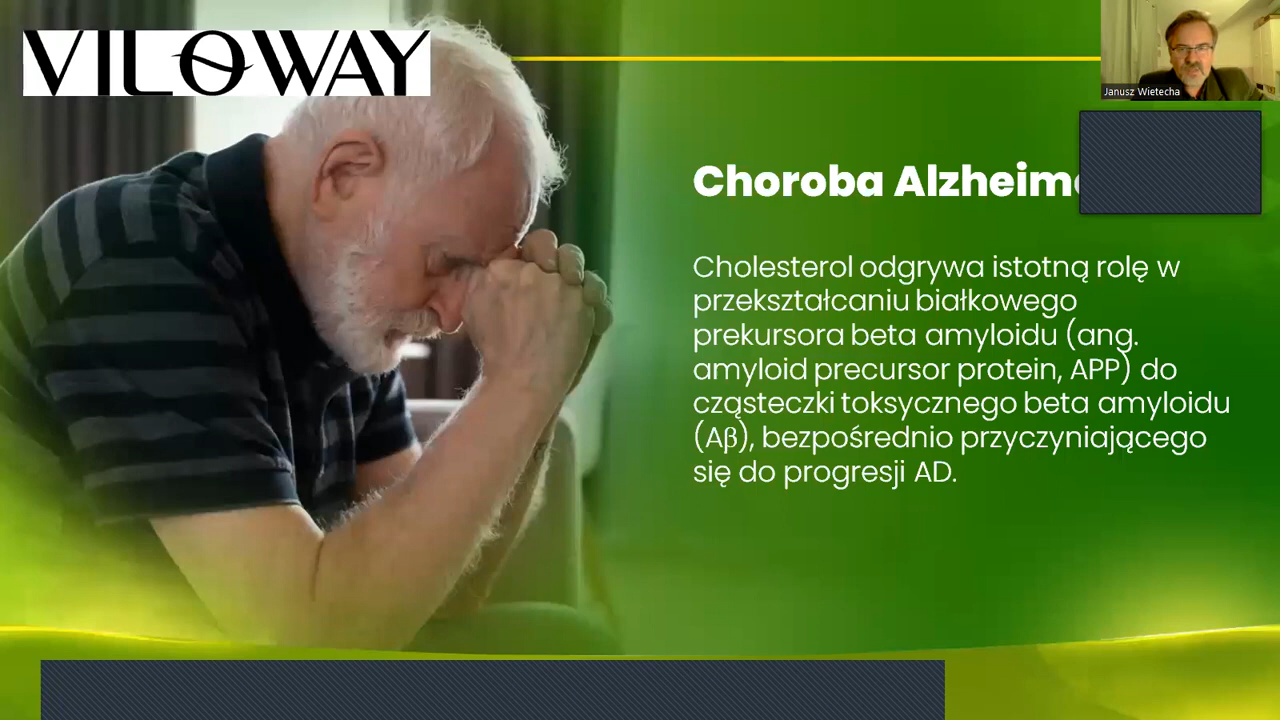 VILOWAY
Janusz Wietecha
Choroba
Cholesterol odgrywa istotną rolę w
przekształcaniu białkowego
prekursora beta amyloidu (ang.
amyloid precursor protein, APP) do
cząsteczki toksycznego beta amyloidu
(Aβ), bezpośrednio przyczyniającego
się do progresji AD.